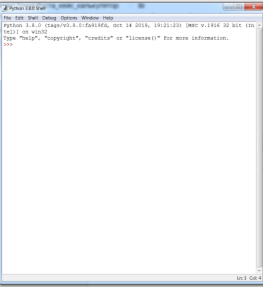 Python 3.8.0 Shell
File Edit Shell Debug Options Window Help
Python 3.8.0 (tags/v3.8.0:fa919fd, Oct 14 2019, 19:21:23) [MSC v.1916 32 bit (In
tel)] on win32
Type "help", "copyright", "credits" or "license()" for more information.
>>>
Ln: 3 Col: 4